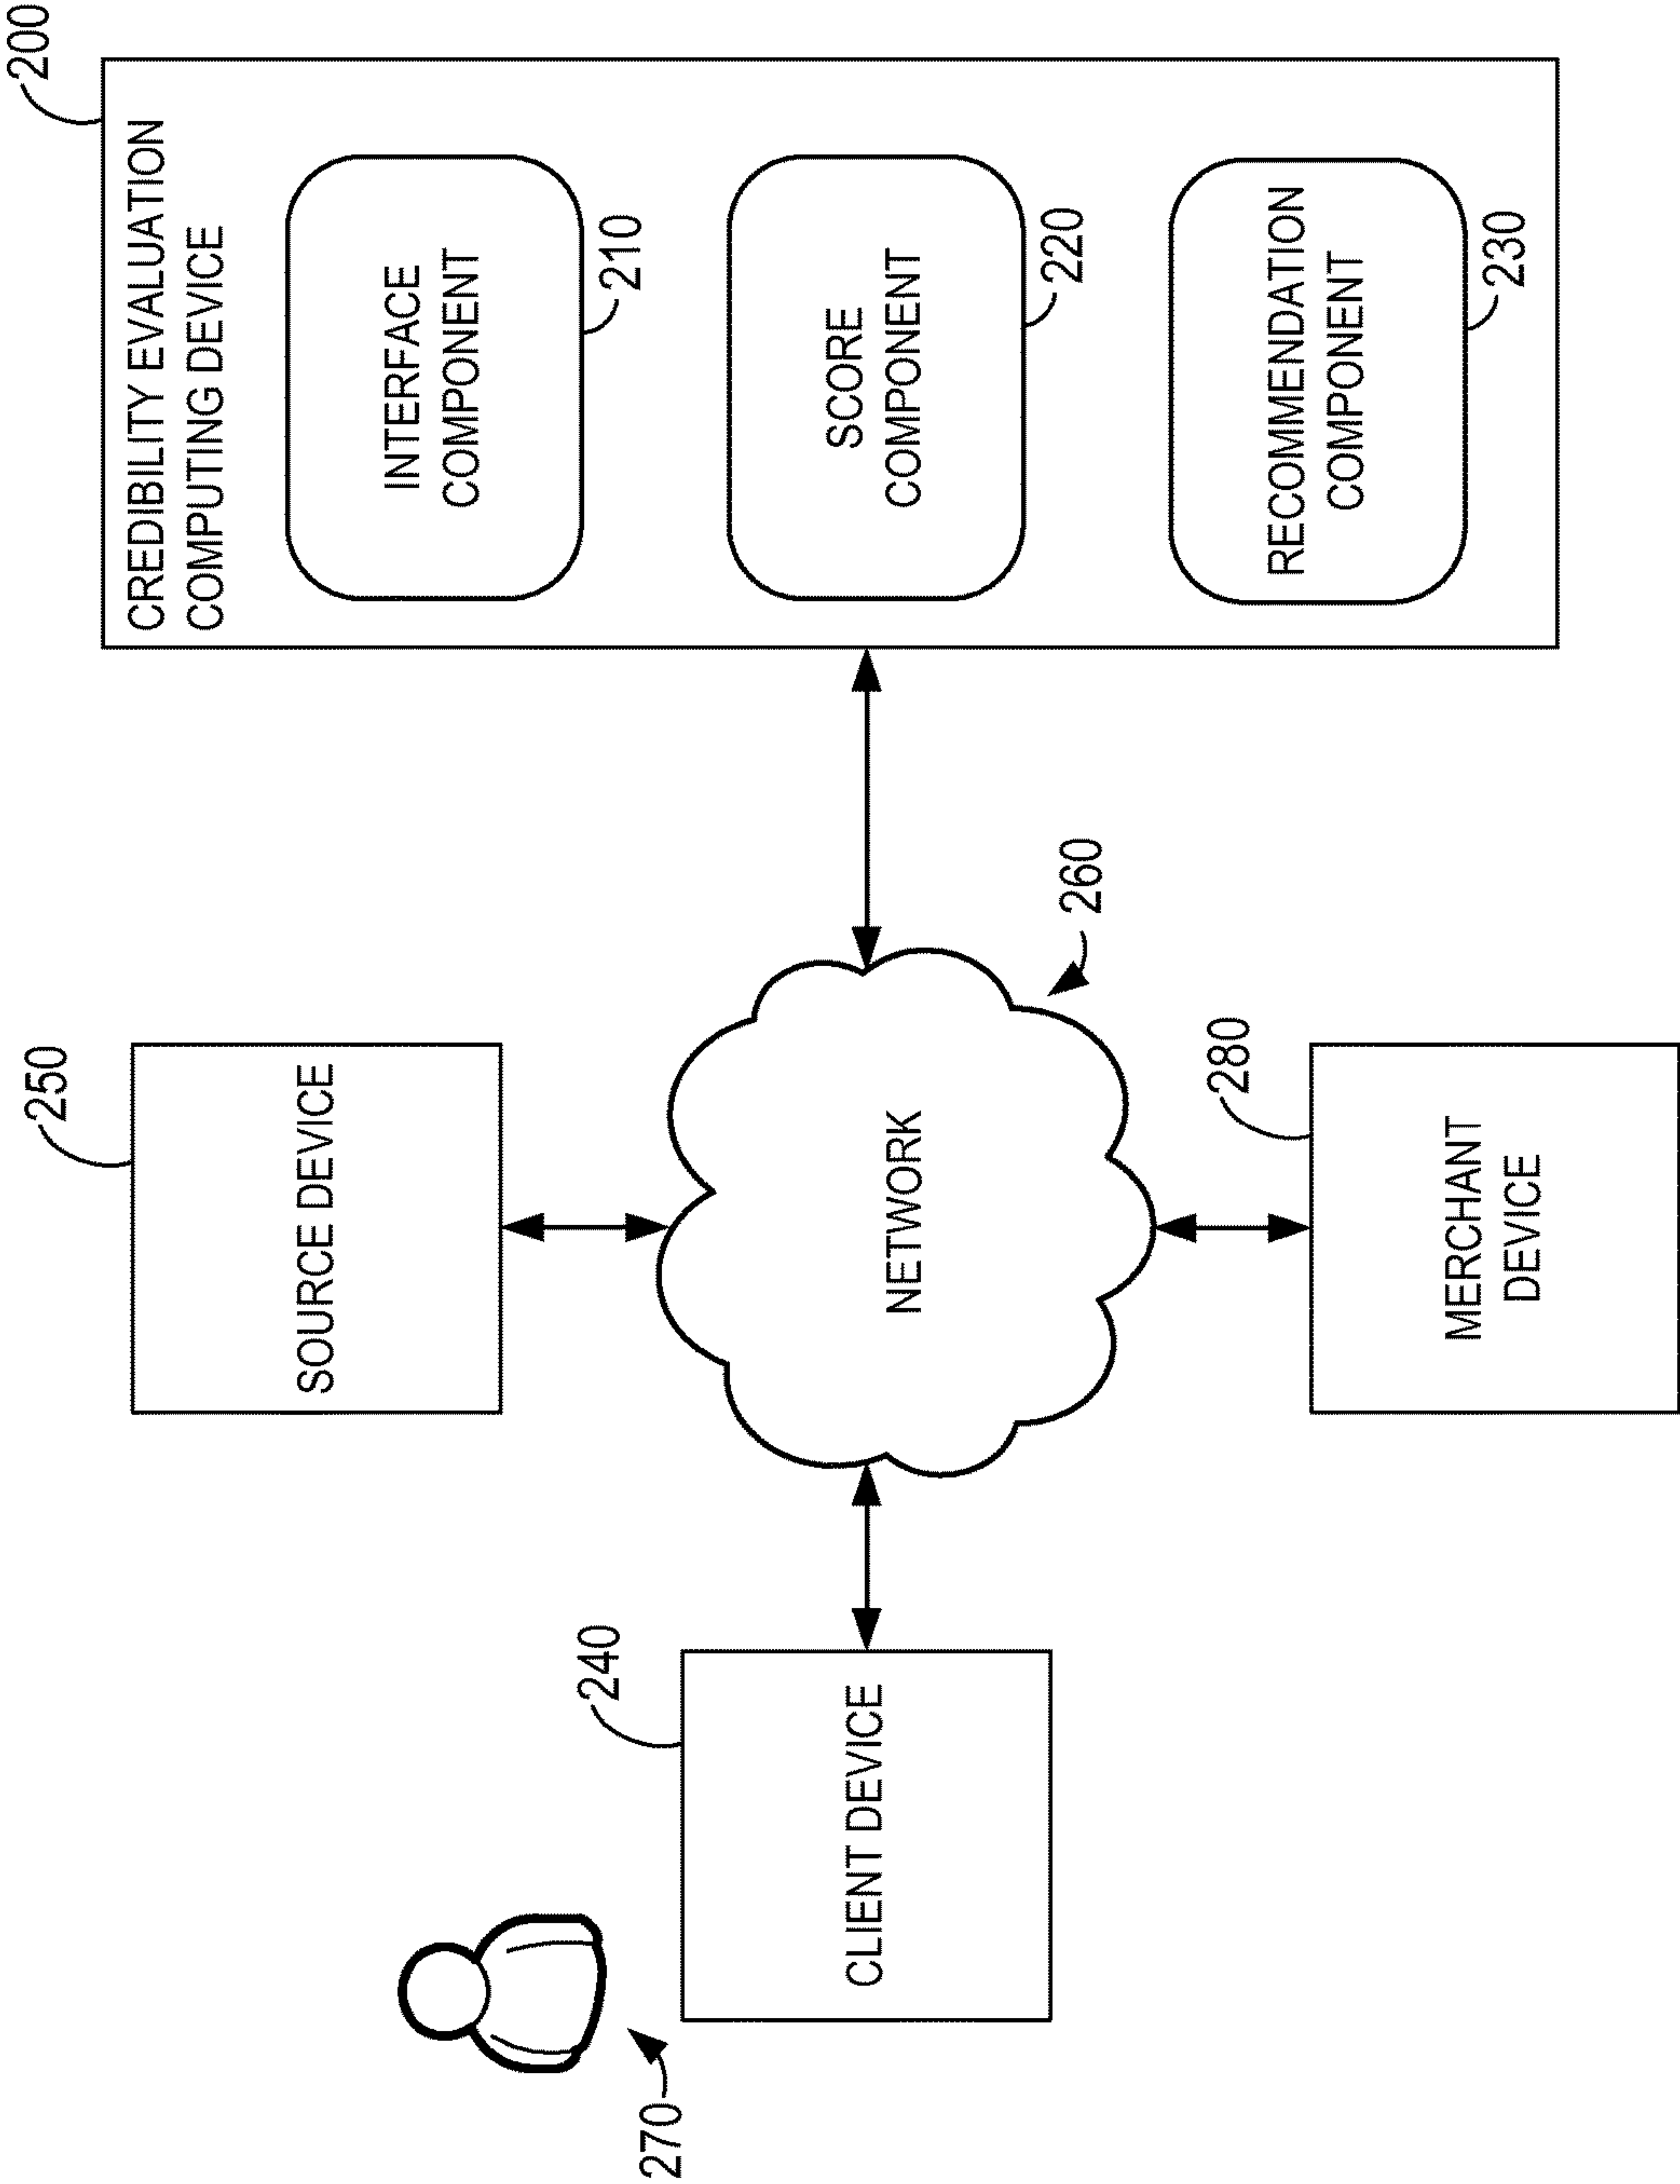 200
CREDIBILITY EVALUATION
COMPUTING DEVICE
INTERFACE
COMPONENT
210
SCORE
COMPONENT
220
RECOMMENDATION
COMPONENT
230
250
SOURCE DEVICE
NETWORK
260
280
MERCHANT
DEVICE
240
CLIENT DEVICE
270